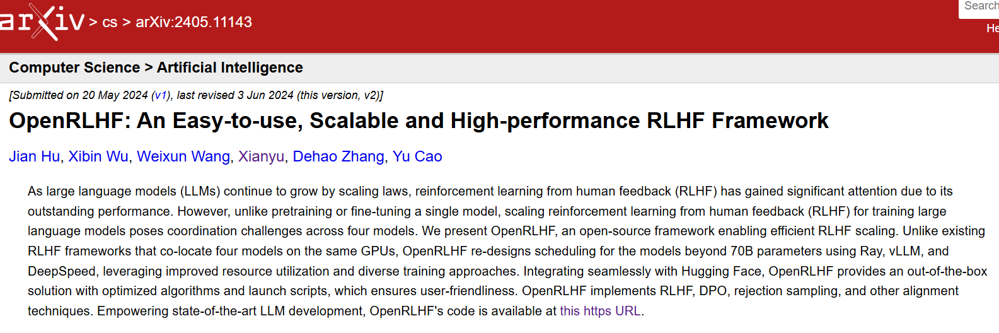 arXiv > cs > arXiv:2405.11143
Search
He
Computer Science > Artificial Intelligence
[Submitted on 20 May 2024 (v1), last revised 3 Jun 2024 (this version, v2)]
OpenRLHF: An Easy-to-use, Scalable and High-performance RLHF Framework
Jian Hu, Xibin Wu, Weixun Wang, Xianyu, Dehao Zhang, Yu Cao
As large language models (LLMs) continue to grow by scaling laws, reinforcement learning from human feedback (RLHF) has gained significant attention due to its
outstanding performance. However, unlike pretraining or fine-tuning a single model, scaling reinforcement learning from human feedback (RLHF) for training large
language models poses coordination challenges across four models. We present OpenRLHF, an open-source framework enabling efficient RLHF scaling. Unlike existing
RLHF frameworks that co-locate four models on the same GPUs, OpenRLHF re-designs scheduling for the models beyond 70B parameters using Ray, vLLM, and
DeepSpeed, leveraging improved resource utilization and diverse training approaches. Integrating seamlessly with Hugging Face, OpenRLHF provides an out-of-the-box
solution with optimized algorithms and launch scripts, which ensures user-friendliness. OpenRLHF implements RLHF, DPO, rejection sampling, and other alignment
techniques. Empowering state-of-the-art LLM development, OpenRLHF's code is available at this https URL.